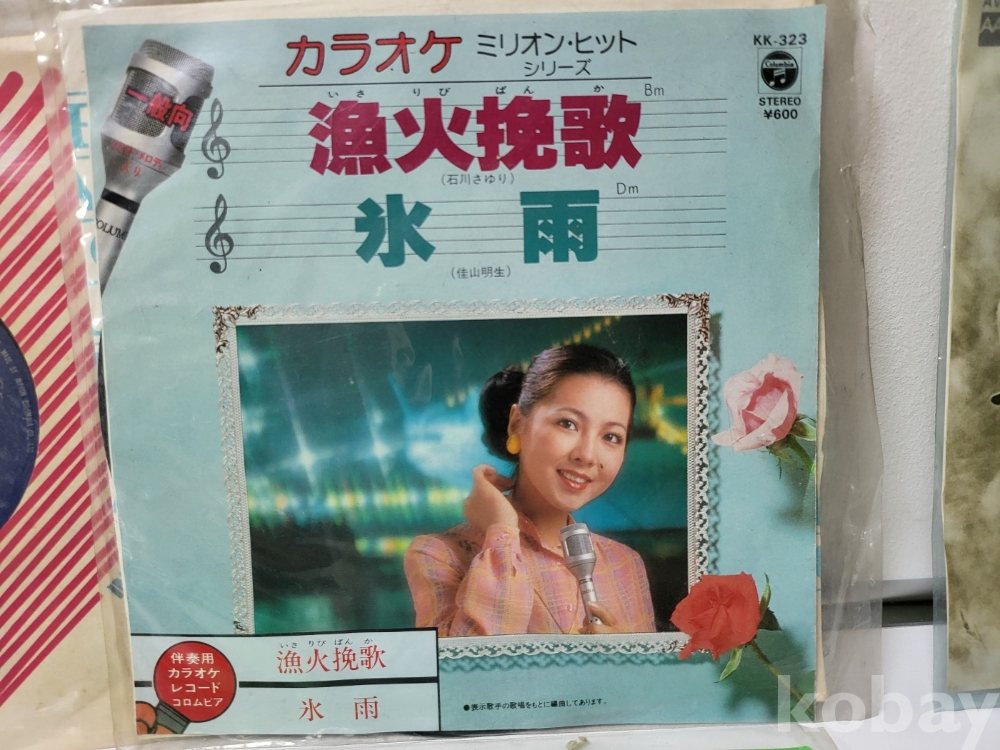 カラオケ ミリオン・ヒット
シリーズ
KK-323
Columbia
STEREO
¥600
一般向
いさ りび ばん か
Bm
漁火挽歌
(石川さゆり)
Dm
氷 雨
(佳山明生)
伴奏用
カラオケ
レコード
コロムビア
いさ りび ばん か
漁火挽歌
氷 雨
●表示歌手の歌唱をもとに編曲してあります。
kobay